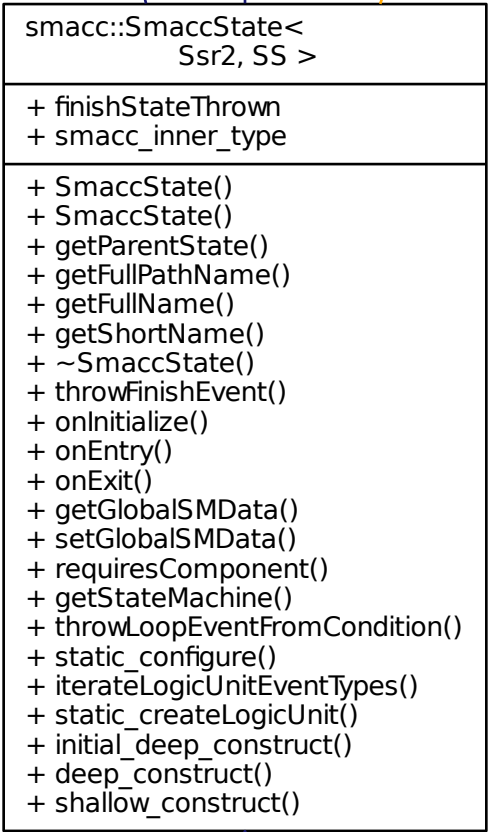 smacc::SmaccState<
Ssr2, SS >
+ finishStateThrown
+ smacc_inner_type
+ SmaccState()
+ SmaccState()
+ getParentState()
+ getFullPathName()
+ getFullName()
+ getShortName()
+ ~SmaccState()
+ throwFinishEvent()
+ onInitialize()
+ onEntry()
+ onExit()
+ getGlobalSMData()
+ setGlobalSMData()
+ requiresComponent()
+ getStateMachine()
+ throwLoopEventFromCondition()
+ static_configure()
+ iterateLogicUnitEventTypes()
+ static_createLogicUnit()
+ initial_deep_construct()
+ deep_construct()
+ shallow_construct()